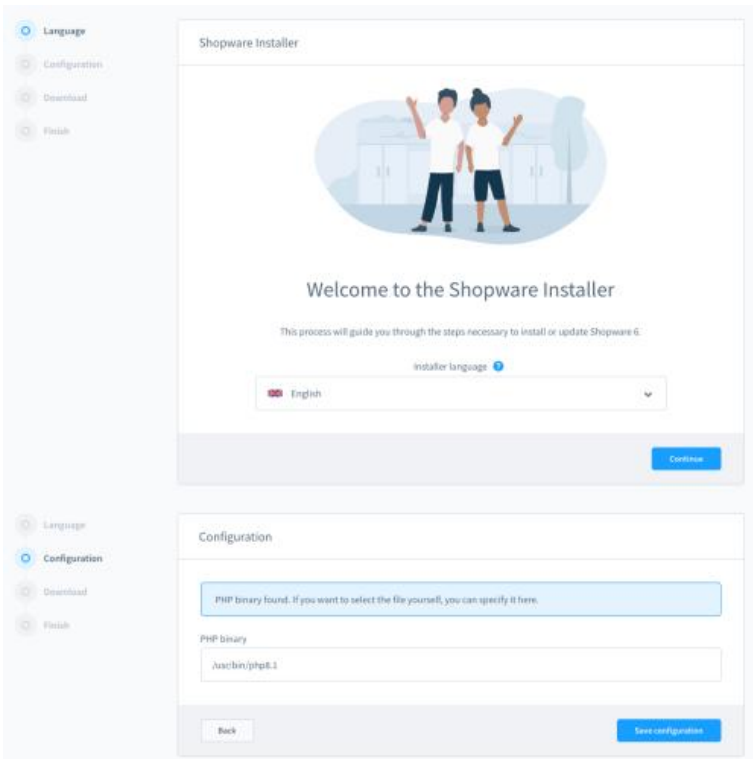 Language
Configuration
Download
Finish
Shopware Installer
Welcome to the Shopware Installer
This process will guide you through the steps necessary to install or update Shopware 6.
Installer language ?
English
Continue
Language
Configuration
Download
Finish
Configuration
PHP binary found. If you want to select the file yourself, you can specify it here.
PHP binary
/usr/bin/php8.1
Back
Save configuration